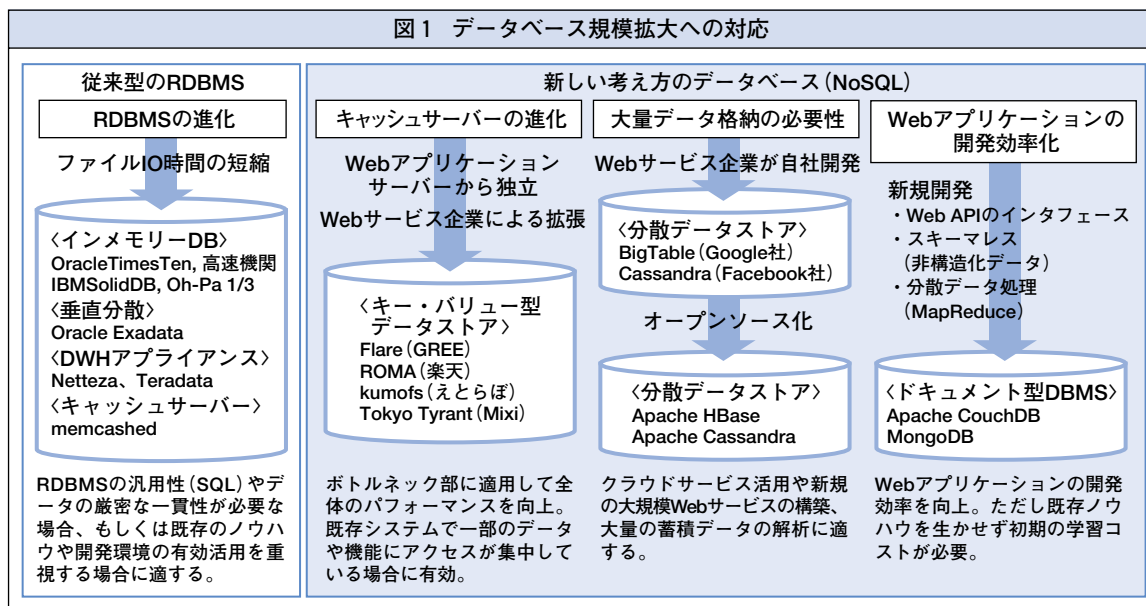 図1 データベース規模拡大への対応
従来型のRDBMS
RDBMSの進化
ファイルIO時間の短縮
〈インメモリーDB〉
OracleTimesTen, 高速機関
IBMSolidDB, Oh-Pa 1/3
〈垂直分散〉
Oracle Exadata
〈DWHアプライアンス〉
Netteza、Teradata
〈キャッシュサーバー〉
memcashed
RDBMSの汎用性(SQL)やデ
ータの厳密な一貫性が必要な
場合、もしくは既存のノウハ
ウや開発環境の有効活用を重
視する場合に適する。
新しい考え方のデータベース(NoSQL)
キャッシュサーバーの進化
Webアプリケーション
サーバーから独立
Webサービス企業による拡張
〈キー・バリュー型
データストア〉
Flare(GREE)
ROMA(楽天)
kumofs(えとらぼ)
Tokyo Tyrant(Mixi)
ボトルネック部に適用して全
体のパフォーマンスを向上。
既存システムで一部のデータ
や機能にアクセスが集中して
いる場合に有効。
大量データ格納の必要性
Webサービス企業が自社開発
〈分散データストア〉
BigTable(Google社)
Cassandra(Facebook社)
オープンソース化
〈分散データストア〉
Apache HBase
Apache Cassandra
クラウドサービス活用や新規
の大規模Webサービスの構築、
大量の蓄積データの解析に適
する。
Webアプリケーションの
開発効率化
新規開発
・Web APIのインタフェース
・スキーマレス
(非構造化データ)
・分散データ処理
(MapReduce)
〈ドキュメント型DBMS〉
Apache CouchDB
MongoDB
Webアプリケーションの開発
効率を向上。ただし既存ノウ
ハウを生かせず初期の学習コ
ストが必要。